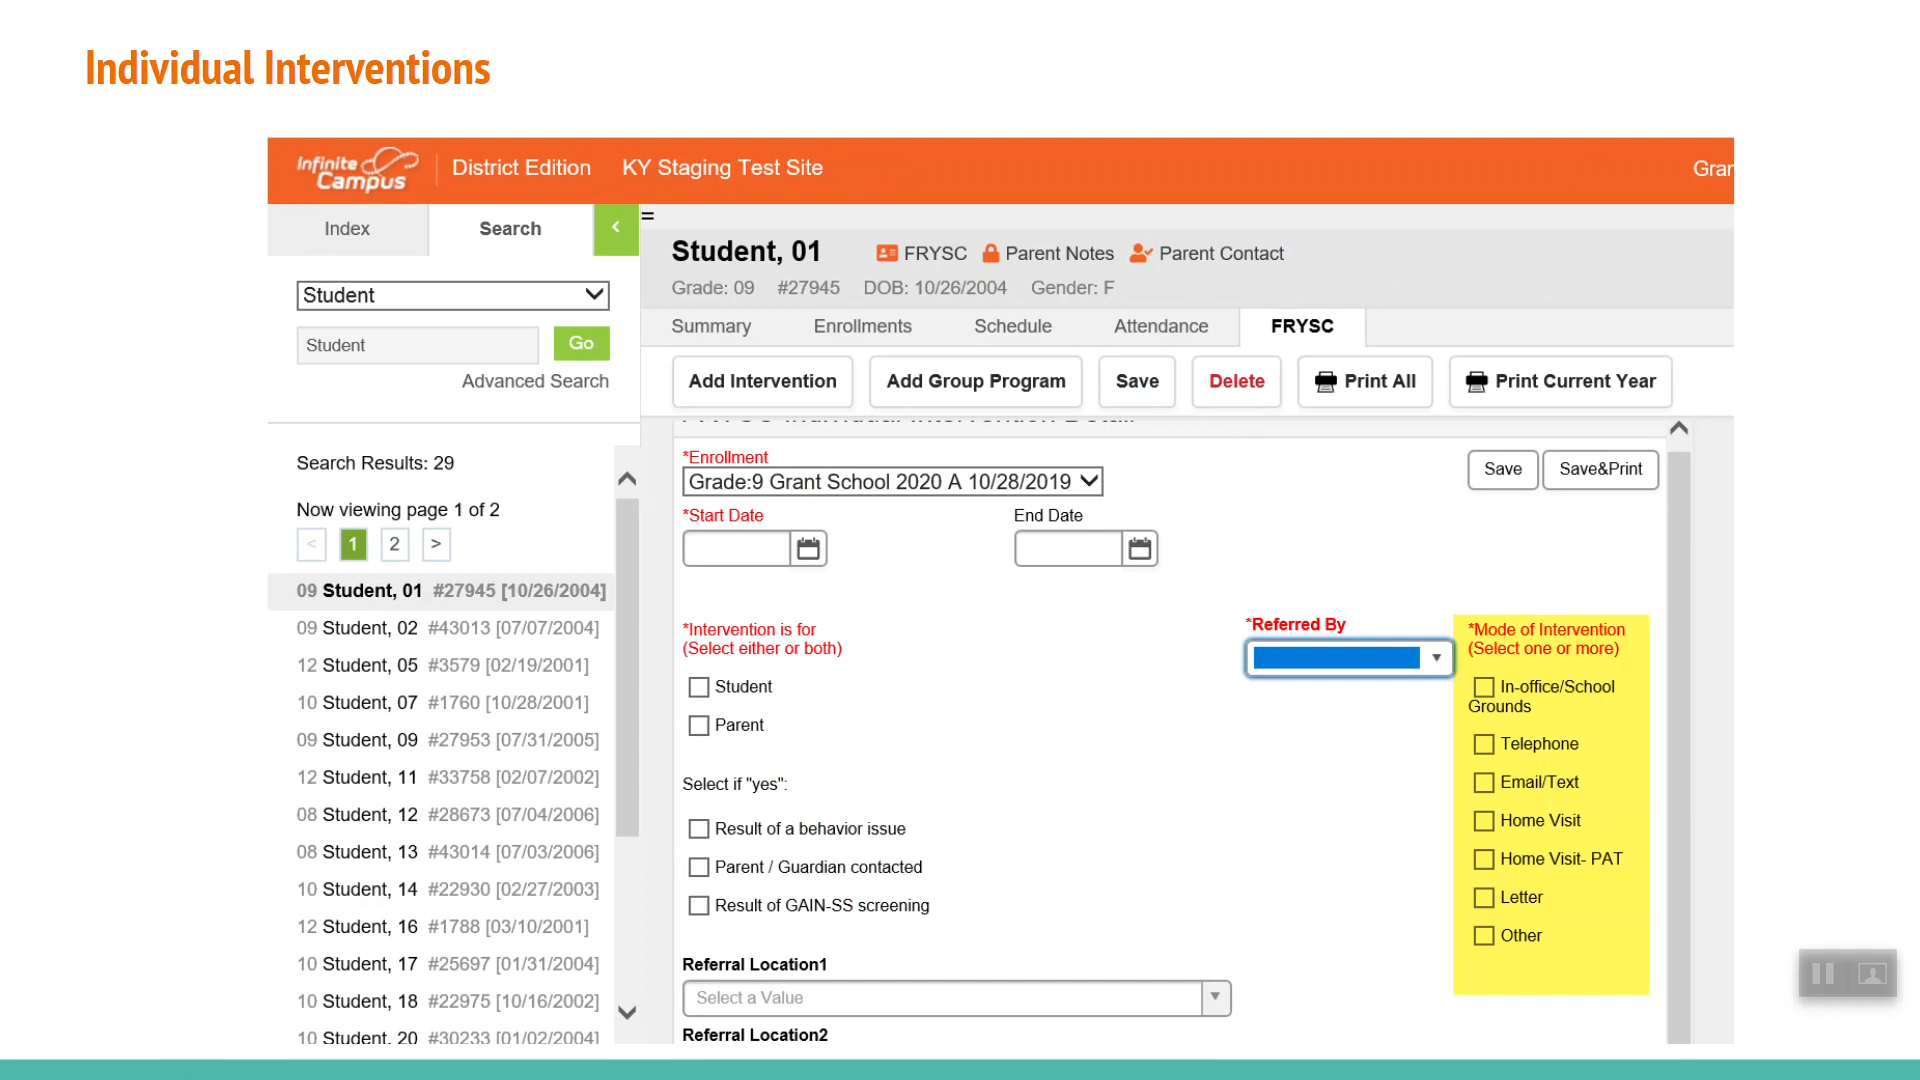 Individual Interventions
Infinite Campus
District Edition
KY Staging Test Site
Gran
Index
Search
<
=
Student
Student
Go
Advanced Search
Search Results: 29
Now viewing page 1 of 2
< 1 2 >
09 Student, 01 #27945 [10/26/2004]
09 Student, 02 #43013 [07/07/2004]
12 Student, 05 #3579 [02/19/2001]
10 Student, 07 #1760 [10/28/2001]
09 Student, 09 #27953 [07/31/2005]
12 Student, 11 #33758 [02/07/2002]
08 Student, 12 #28673 [07/04/2006]
08 Student, 13 #43014 [07/03/2006]
10 Student, 14 #22930 [02/27/2003]
12 Student, 16 #1788 [03/10/2001]
10 Student, 17 #25697 [01/31/2004]
10 Student, 18 #22975 [10/16/2002]
10 Student, 20 #30233 [01/02/2004]
Student, 01
FRYSC
Parent Notes
Parent Contact
Grade: 09 #27945 DOB: 10/26/2004 Gender: F
Summary
Enrollments
Schedule
Attendance
FRYSC
Add Intervention
Add Group Program
Save
Delete
Print All
Print Current Year
*Enrollment
Grade:9 Grant School 2020 A 10/28/2019
Save
Save&Print
*Start Date
End Date
*Intervention is for
(Select either or both)
Student
Parent
Select if "yes":
Result of a behavior issue
Parent / Guardian contacted
Result of GAIN-SS screening
*Referred By
*Mode of Intervention
(Select one or more)
In-office/School
Grounds
Telephone
Email/Text
Home Visit
Home Visit- PAT
Letter
Other
Referral Location1
Select a Value
Referral Location2